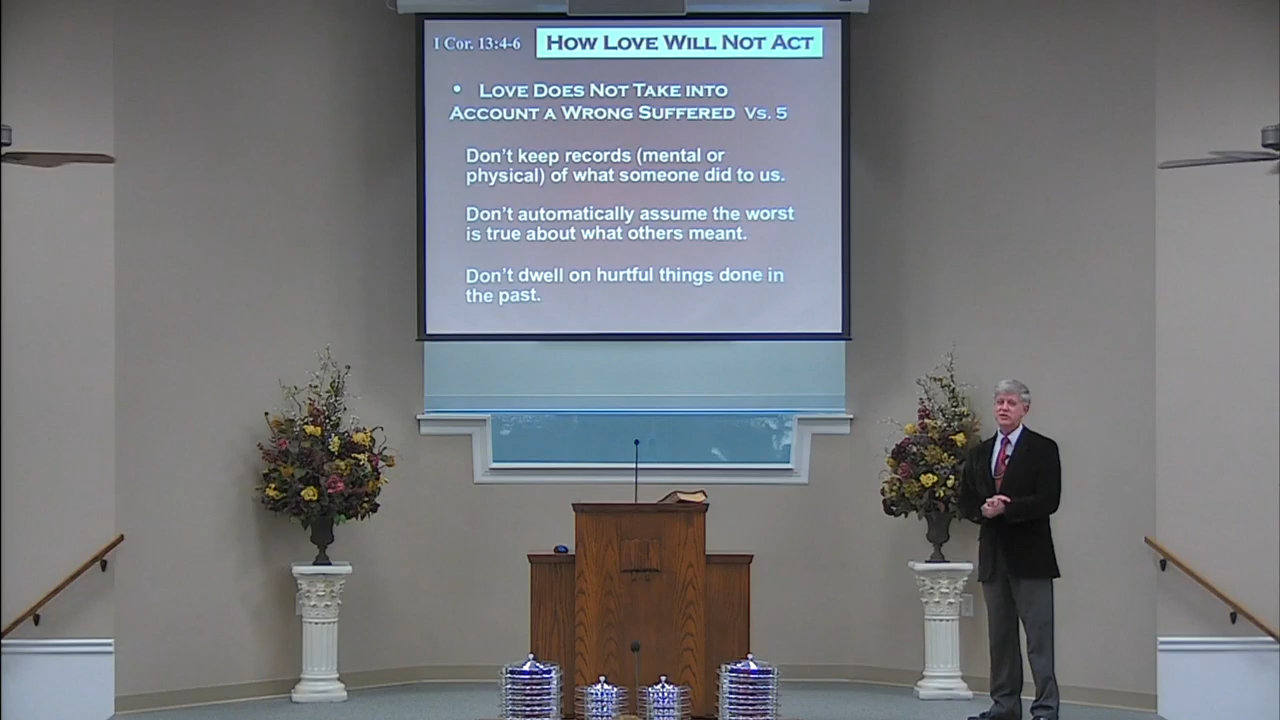 I Cor. 13:4-6
How Love Will Not Act
• Love Does Not Take into
Account a Wrong Suffered Vs. 5
Don't keep records (mental or
physical) of what someone did to us.
Don't automatically assume the worst
is true about what others meant.
Don't dwell on hurtful things done in
the past.